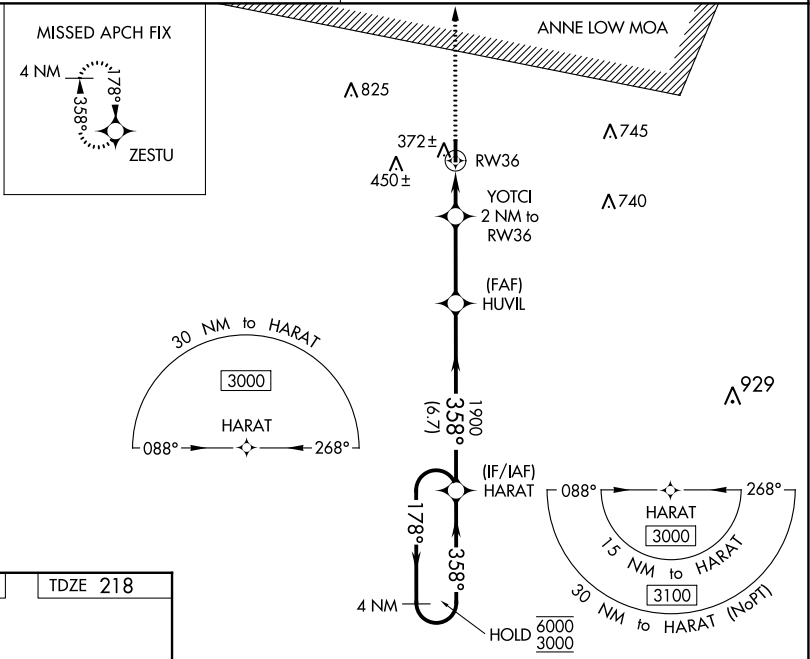 MISSED APCH FIX
4 NM
178°
358°
ZESTU
ANNE LOW MOA
825
745
372±
RW36
450±
740
YOTCI
2 NM to
RW36
(FAF)
HUVIL
30 NM to HARAT
3000
HARAT
088°
268°
929
1900
358°
(6.7)
(IF/IAF)
HARAT
178°
358°
4 NM
HOLD
6000
3000
088°
268°
HARAT
3000
15 NM to HARAT
3100
30 NM to HARAT (NoPT)
TDZE 218